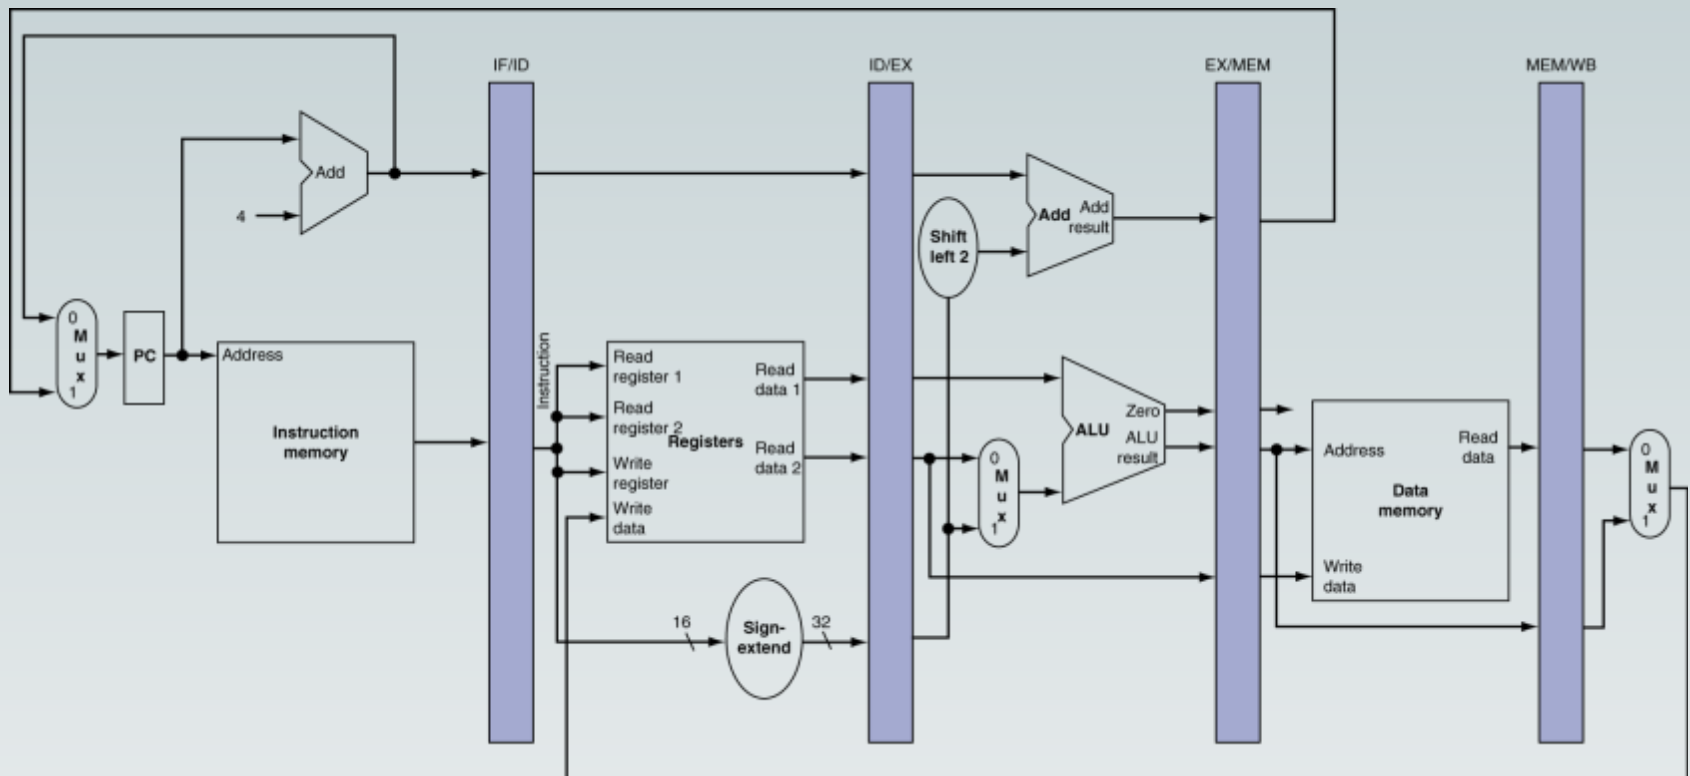 IF/ID
ID/EX
EX/MEM
MEM/WB
Add
4
Add
Add
result
Shift
left 2
0
M
u
x
1
PC
Address
Instruction
memory
Instruction
Read
register 1
Read
register 2
Registers
Write
register
Write
data
Read
data 1
Read
data 2
16
Sign-
extend
32
0
M
u
x
1
Zero
ALU
ALU
result
Address
Read
data
Data
memory
Write
data
0
M
u
x
1